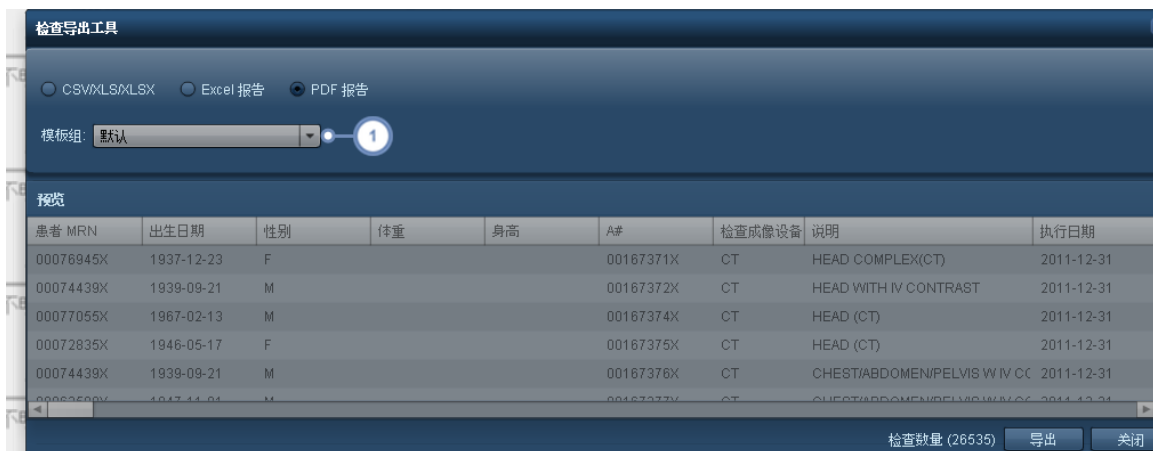 检查导出工具
CSV/XLS/XLSX Excel 报告 PDF 报告
模板组: 默认 1
预览
患者 MRN 出生日期 性别 体重 身高 A# 检查成像设备 说明 执行日期
00076945X 1937-12-23 F 00167371X CT HEAD COMPLEX(CT) 2011-12-31
00074439X 1939-09-21 M 00167372X CT HEAD WITH IV CONTRAST 2011-12-31
00077055X 1967-02-13 M 00167374X CT HEAD (CT) 2011-12-31
00072835X 1946-05-17 F 00167375X CT HEAD (CT) 2011-12-31
00074439X 1939-09-21 M 00167376X CT CHEST/ABDOMEN/PELVIS W IV CC 2011-12-31
检查数量 (26535) 导出 关闭